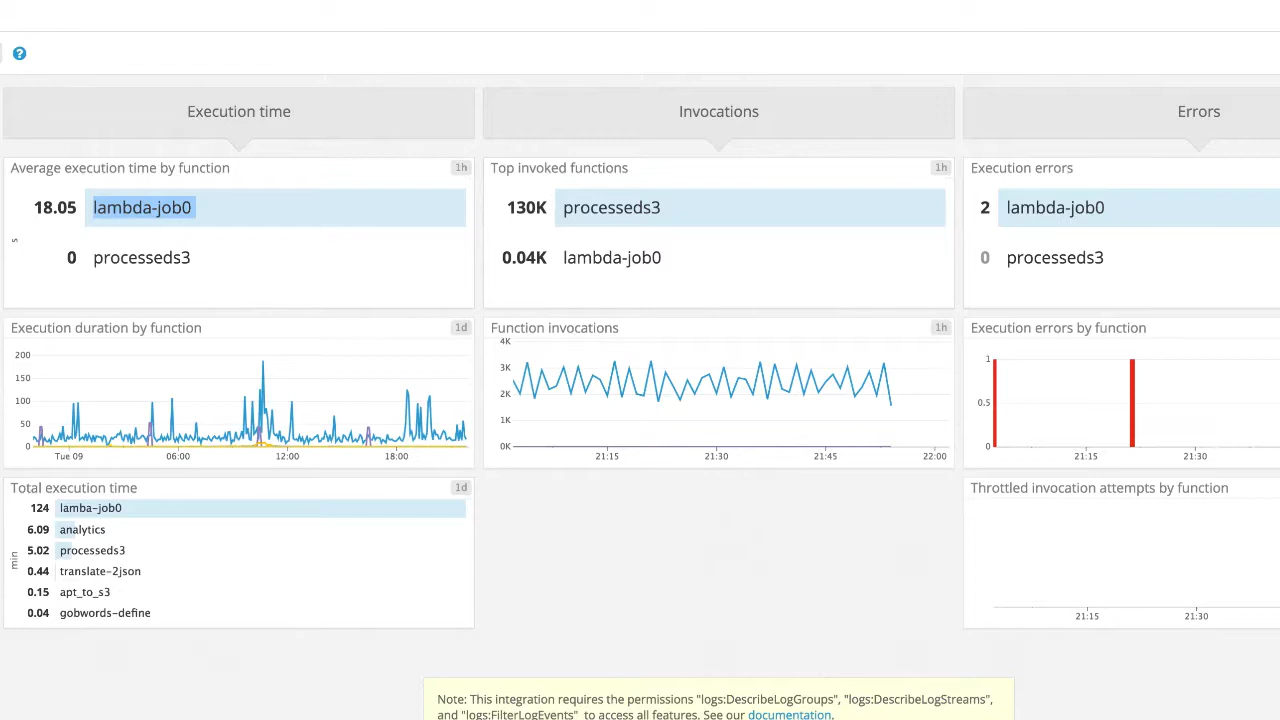 ?
Execution time
Invocations
Errors
Average execution time by function 1h
18.05 lambda-job0
s
0 processeds3
Top invoked functions 1h
130K processeds3
0.04K lambda-job0
Execution errors
2 lambda-job0
0 processeds3
Execution duration by function 1d
200
150
100
50
0
Tue 09 06:00 12:00 18:00
Function invocations 1h
4K
3K
2K
1K
0K
21:15 21:30 21:45 22:00
Execution errors by function
1
0.5
0
21:15 21:30
Total execution time 1d
124 lamba-job0
6.09 analytics
5.02 processeds3
min
0.44 translate-2json
0.15 apt_to_s3
0.04 gobwords-define
Throttled invocation attempts by function
21:15 21:30
Note: This integration requires the permissions "logs:DescribeLogGroups", "logs:DescribeLogStreams",
and "logs:FilterLogEvents" to access all features. See our documentation.